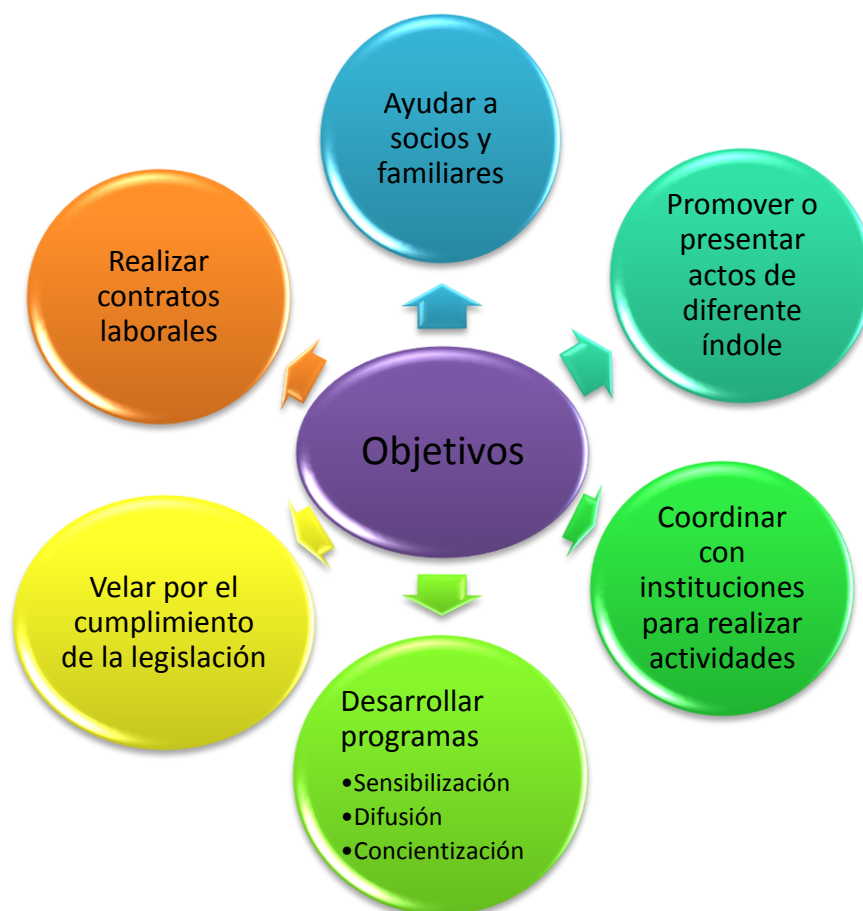 Ayudar a
socios y
familiares
Promover o
presentar
actos de
diferente
índole
Realizar
contratos
laborales
Objetivos
Coordinar
con
instituciones
para realizar
actividades
Velar por el
cumplimiento
de la legislación
Desarrollar
programas
•Sensibilización
•Difusión
•Concientización